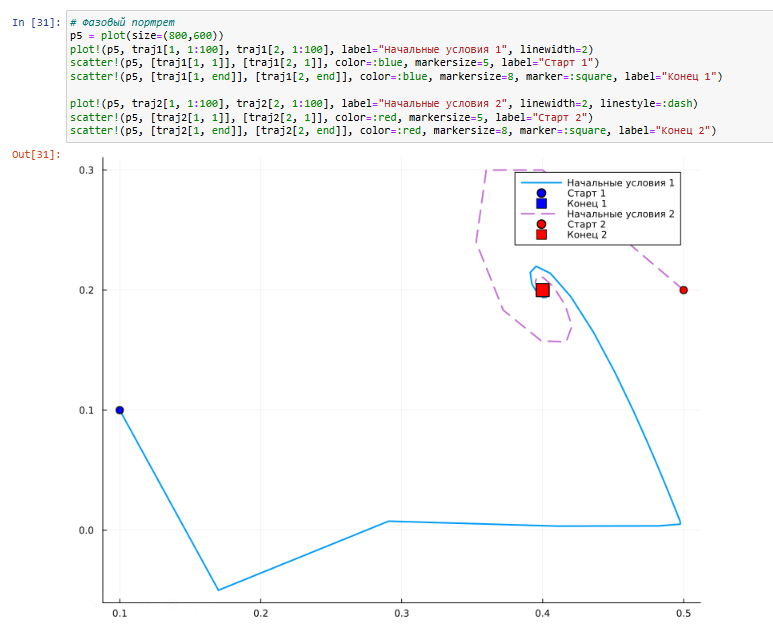 In [31]:
# Фазовый портрет
p5 = plot(size=(800,600))
plot!(p5, traj1[1, 1:100], traj1[2, 1:100], label="Начальные условия 1", linewidth=2)
scatter!(p5, [traj1[1, 1]], [traj1[2, 1]], color=:blue, markersize=5, label="Старт 1")
scatter!(p5, [traj1[1, end]], [traj1[2, end]], color=:blue, markersize=8, marker=:square, label="Конец 1")
plot!(p5, traj2[1, 1:100], traj2[2, 1:100], label="Начальные условия 2", linewidth=2, linestyle=:dash)
scatter!(p5, [traj2[1, 1]], [traj2[2, 1]], color=:red, markersize=5, label="Старт 2")
scatter!(p5, [traj2[1, end]], [traj2[2, end]], color=:red, markersize=8, marker=:square, label="Конец 2")
Out[31]:
0.3
Начальные условия 1
Старт 1
Конец 1
Начальные условия 2
Старт 2
Конец 2
0.2
0.1
0.0
0.1 0.2 0.3 0.4 0.5